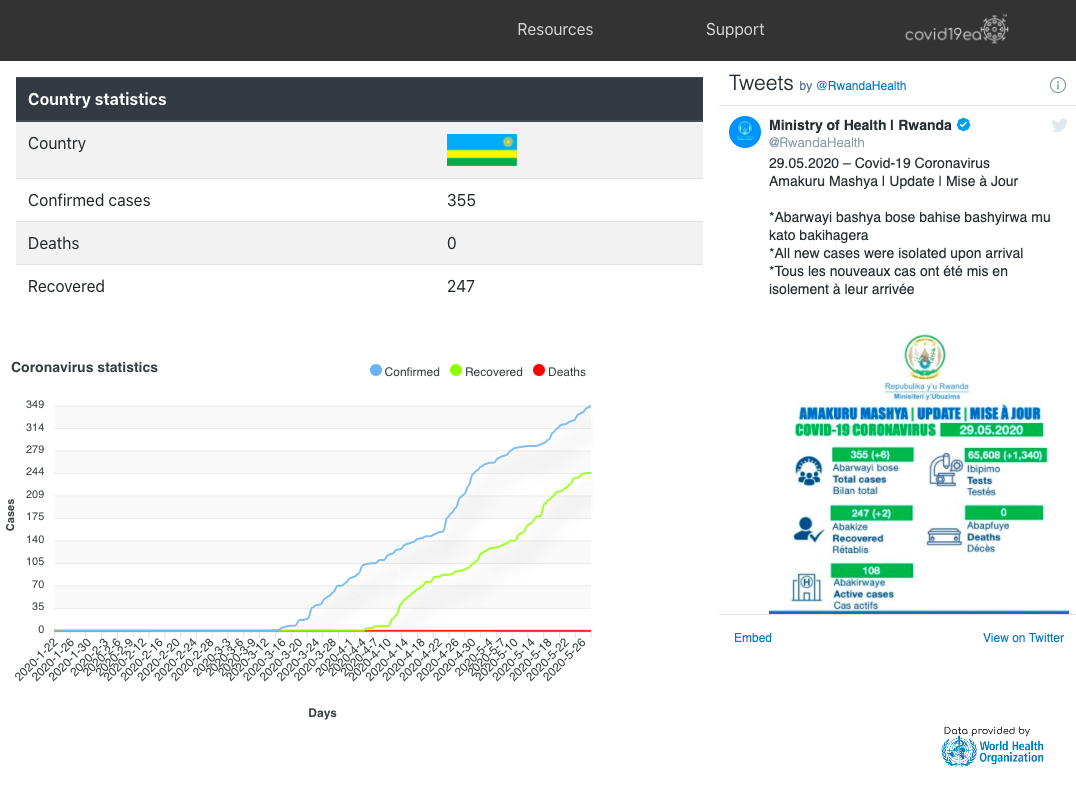 Resources
Support
covid19ea
Country statistics
Country
Confirmed cases 355
Deaths 0
Recovered 247
Coronavirus statistics
Confirmed Recovered Deaths
349
314
279
244
209
175
140
105
70
35
0
Cases
2020-1-22
2020-1-26
2020-1-30
2020-2-3
2020-2-6
2020-2-9
2020-2-12
2020-2-16
2020-2-20
2020-2-24
2020-2-28
2020-3-3
2020-3-6
2020-3-9
2020-3-12
2020-3-16
2020-3-20
2020-3-24
2020-3-28
2020-4-1
2020-4-4
2020-4-7
2020-4-10
2020-4-14
2020-4-18
2020-4-22
2020-4-26
2020-4-30
2020-5-4
2020-5-7
2020-5-10
2020-5-14
2020-5-18
2020-5-22
2020-5-26
Days
Tweets by @RwandaHealth
Ministry of Health | Rwanda
@RwandaHealth
29.05.2020 – Covid-19 Coronavirus
Amakuru Mashya | Update | Mise à Jour
*Abarwayi bashya bose bahise bashyirwa mu
kato bakihagera
*All new cases were isolated upon arrival
*Tous les nouveaux cas ont été mis en
isolement à leur arrivée
Republika y'u Rwanda
Minisiteri y'Ubuzima
AMAKURU MASHYA | UPDATE | MISE À JOUR
COVID-19 CORONAVIRUS 29.05.2020
355 (+6)
Abarwayi bose
Total cases
Bilan total
65,608 (+1,340)
Ibipimo
Tests
Testés
247 (+2)
Abakize
Recovered
Rétablis
0
Abapfuye
Deaths
Décès
108
Abakirwaye
Active cases
Cas actifs
Embed
View on Twitter
Data provided by
World Health
Organization